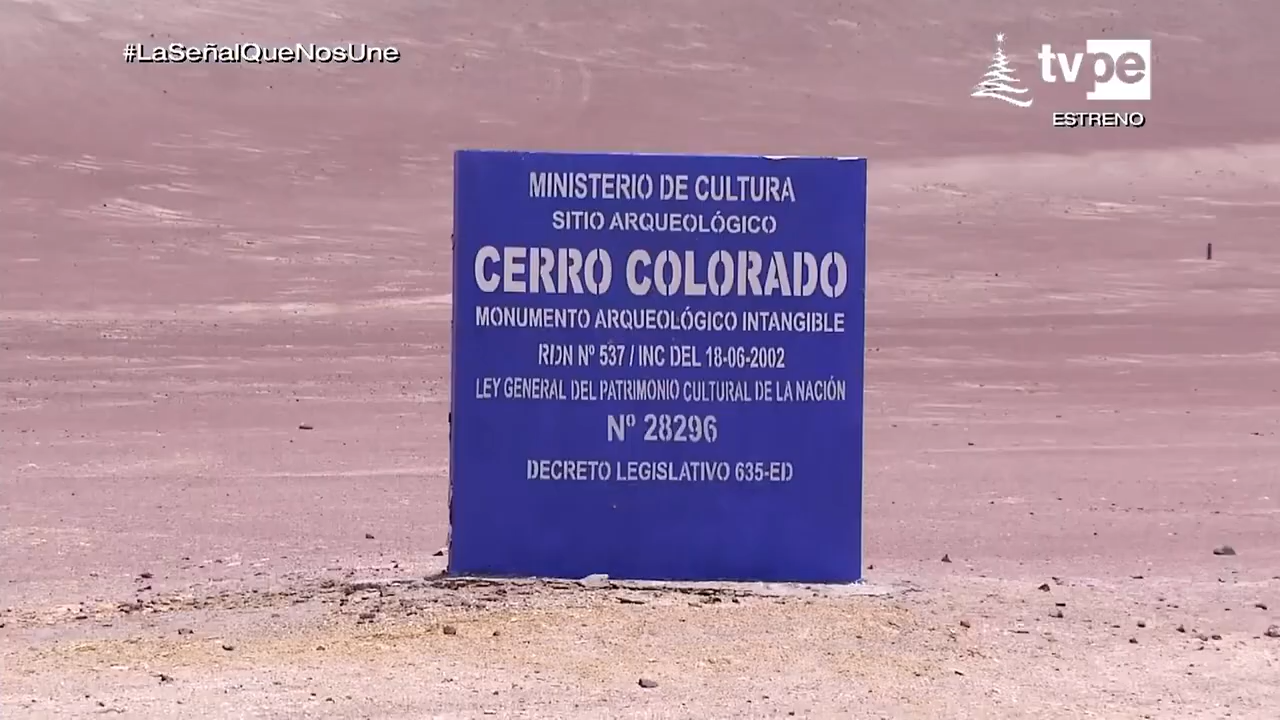 #LaSeñalQueNosUne
tvpe
ESTRENO
MINISTERIO DE CULTURA
SITIO ARQUEOLÓGICO
CERRO COLORADO
MONUMENTO ARQUEOLÓGICO INTANGIBLE
RDN Nº 537 / INC DEL 18-06-2002
LEY GENERAL DEL PATRIMONIO CULTURAL DE LA NACIÓN
Nº 28296
DECRETO LEGISLATIVO 635-ED